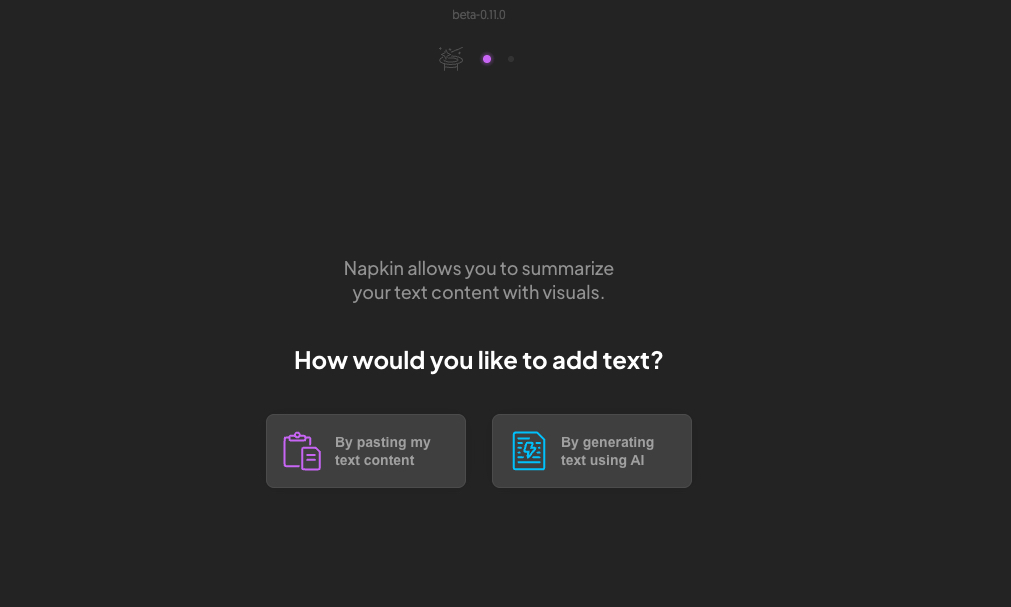 beta-0.11.0
Napkin allows you to summarize
your text content with visuals.
How would you like to add text?
By pasting my
text content
By generating
text using AI